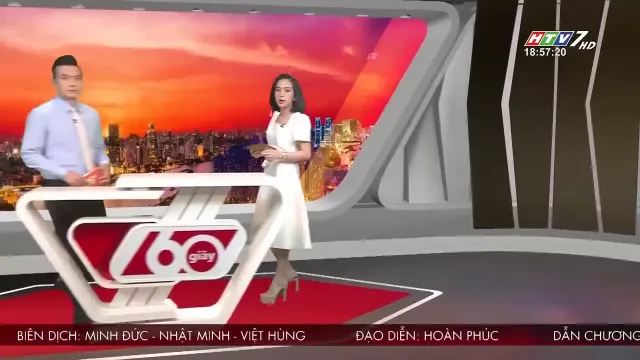 HTV7 HD
18:57:20
60 giây
BIÊN DỊCH: MINH ĐỨC - NHẬT MINH - VIỆT HÙNG ĐẠO DIỄN: HOÀN PHÚC DẪN CHƯƠNG